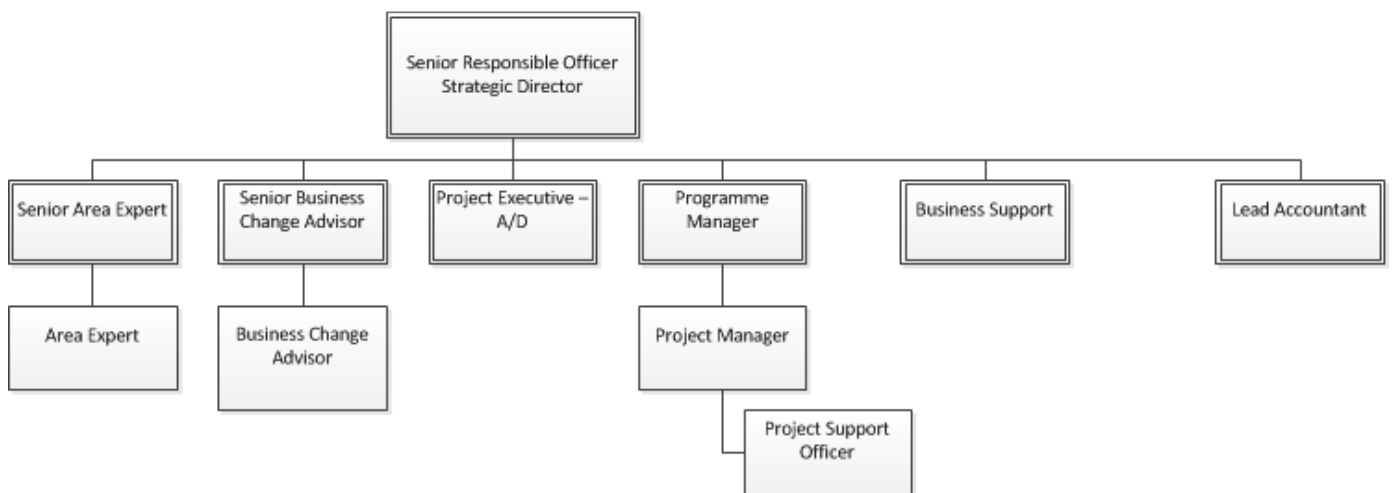 Senior Responsible Officer
Strategic Director
Senior Area Expert
Senior Business
Change Advisor
Project Executive –
A/D
Programme
Manager
Business Support
Lead Accountant
Area Expert
Business Change
Advisor
Project Manager
Project Support
Officer